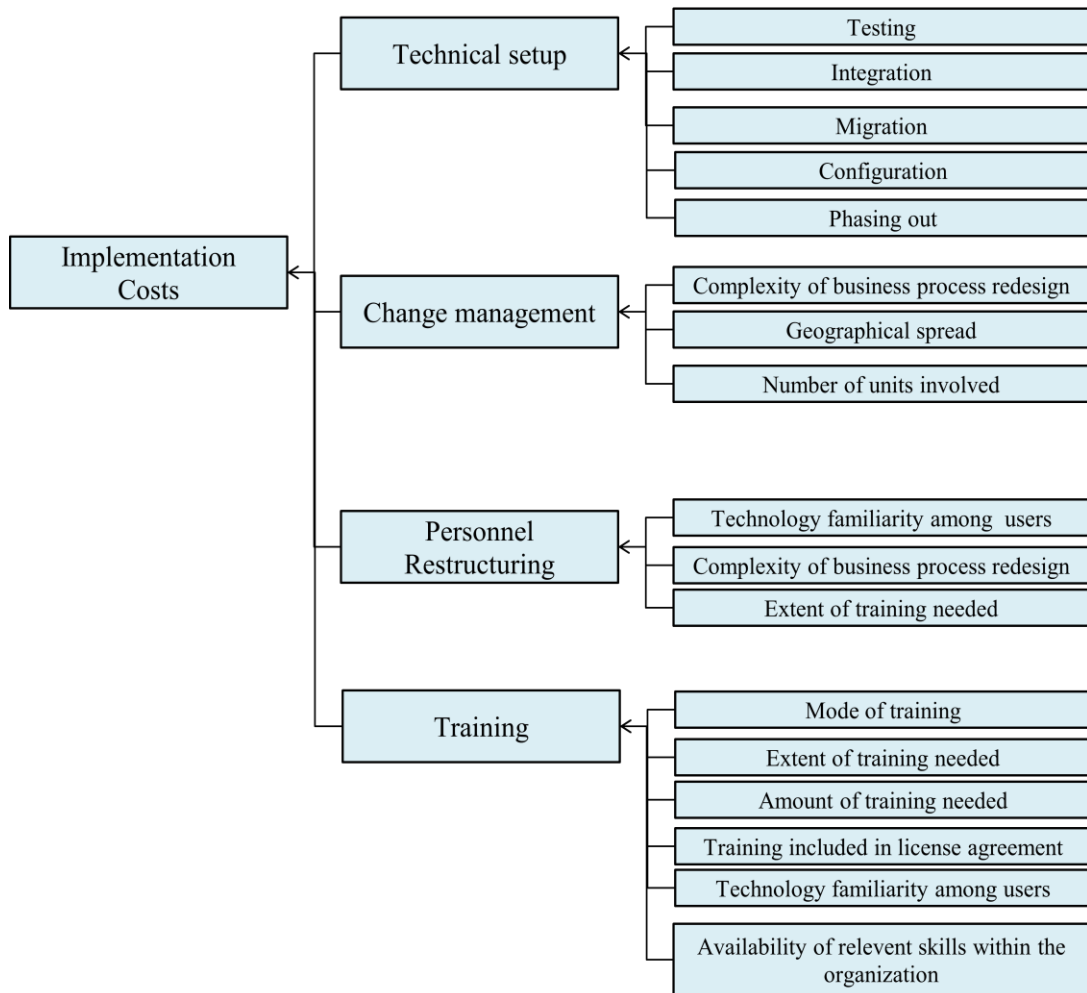 Implementation
Costs
Technical setup
Testing
Integration
Migration
Configuration
Phasing out
Change management
Complexity of business process redesign
Geographical spread
Number of units involved
Personnel
Restructuring
Technology familiarity among users
Complexity of business process redesign
Extent of training needed
Training
Mode of training
Extent of training needed
Amount of training needed
Training included in license agreement
Technology familiarity among users
Availability of relevent skills within the
organization